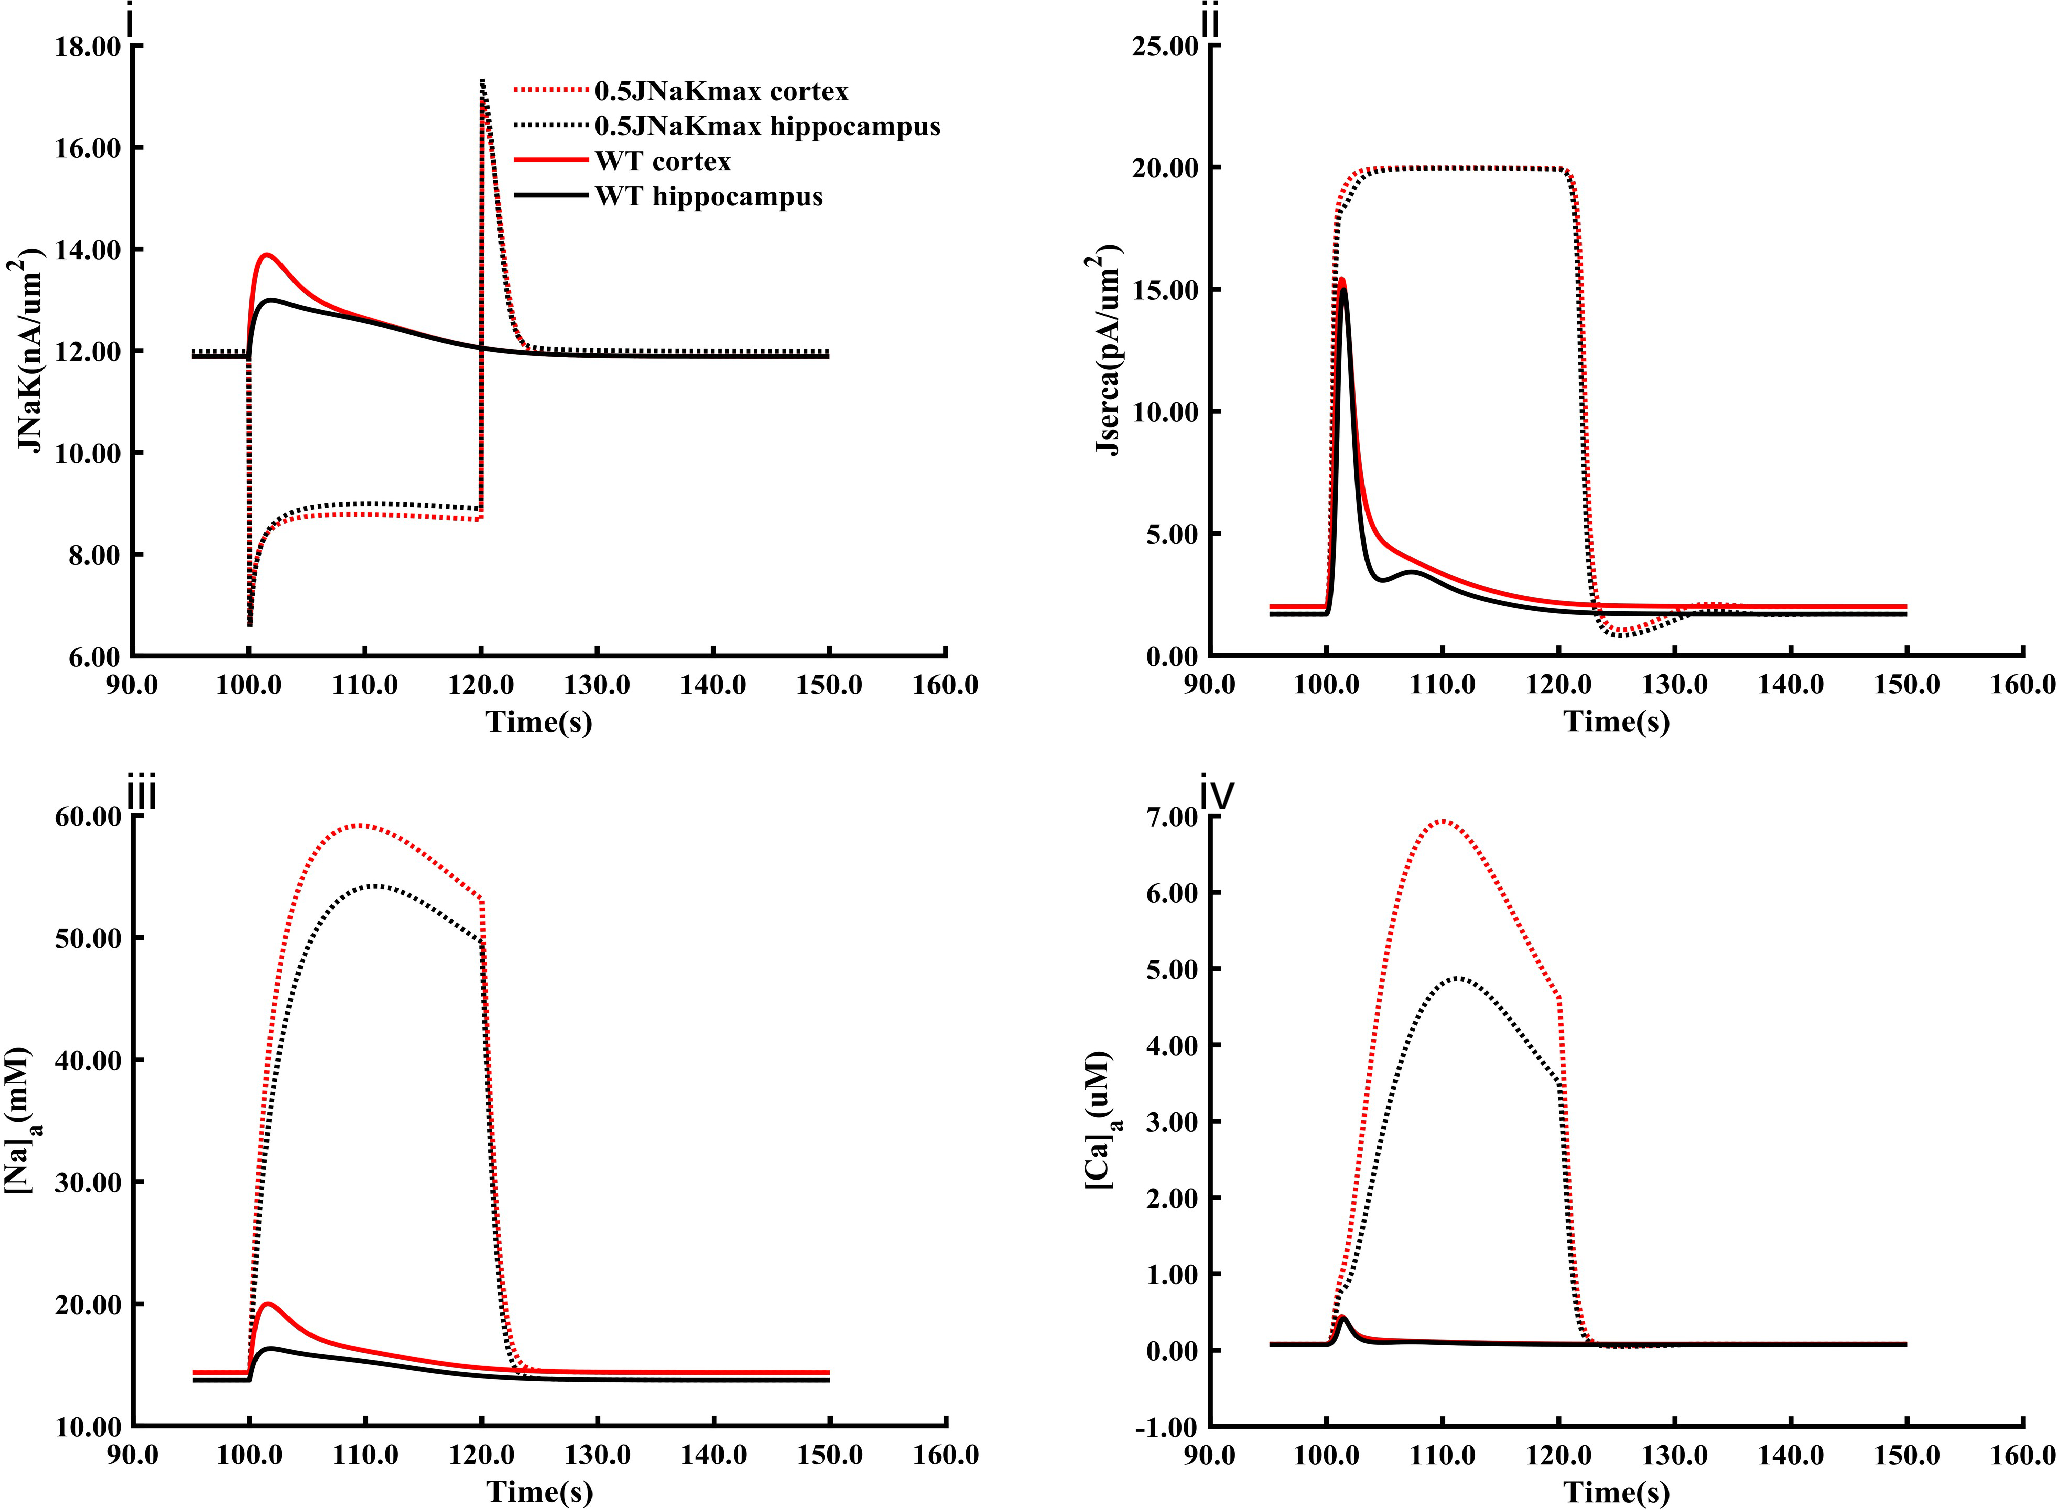 i
18.00
16.00
14.00
12.00
10.00
8.00
6.00
JNaK(nA/um2)
0.5JNaKmax cortex
0.5JNaKmax hippocampus
WT cortex
WT hippocampus
90.0 100.0 110.0 120.0 130.0 140.0 150.0 160.0
Time(s)
ii
25.00
20.00
15.00
10.00
5.00
0.00
Jserca(pA/um2)
90.0 100.0 110.0 120.0 130.0 140.0 150.0 160.0
Time(s)
iii
60.00
50.00
40.00
30.00
20.00
10.00
[Na]a(mM)
90.0 100.0 110.0 120.0 130.0 140.0 150.0 160.0
Time(s)
iv
7.00
6.00
5.00
4.00
3.00
2.00
1.00
0.00
-1.00
[Ca]a(uM)
90.0 100.0 110.0 120.0 130.0 140.0 150.0 160.0
Time(s)